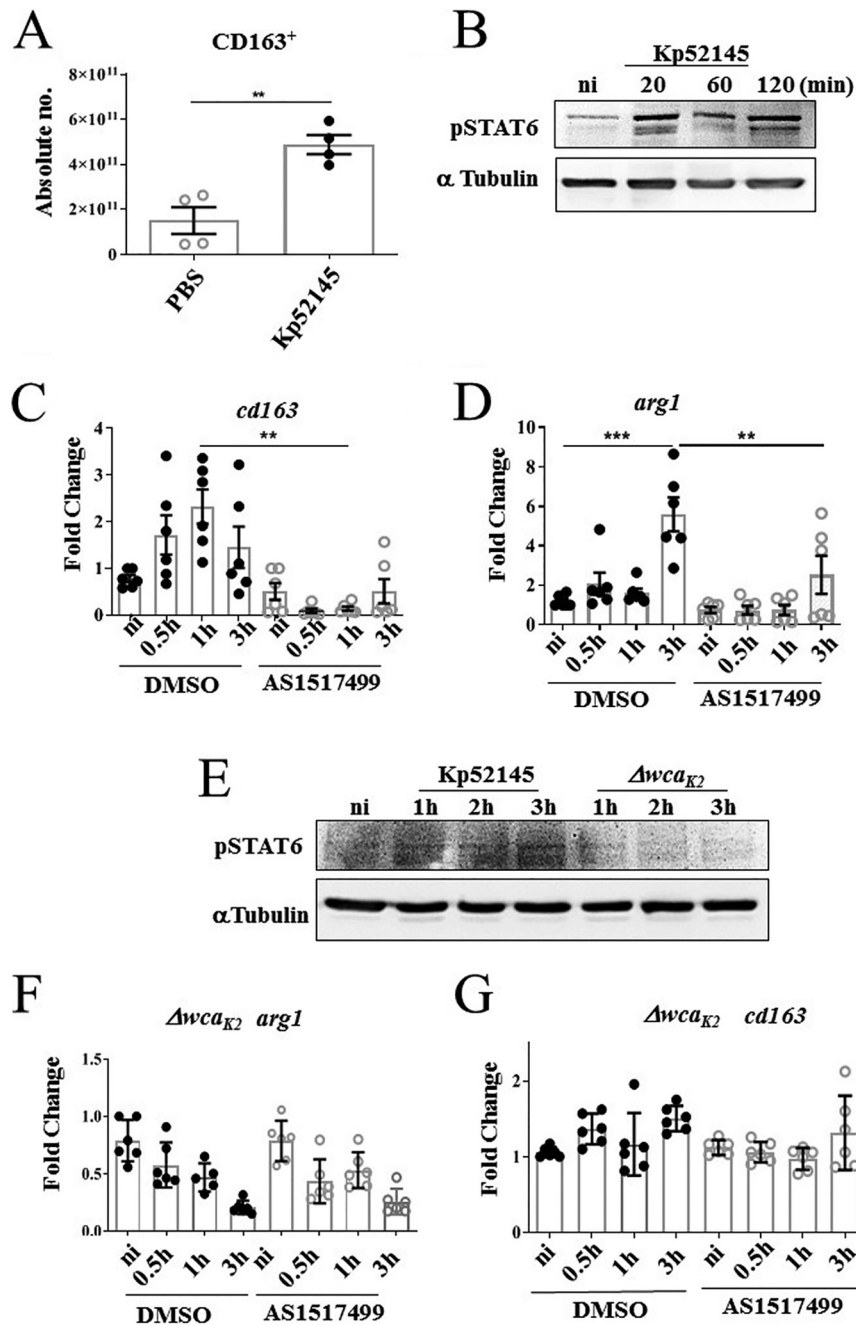 A
CD163+
Absolute no.
8×10¹¹
6×10¹¹
4×10¹¹
2×10¹¹
0
**
PBS
Kp52145
B
Kp52145
ni 20 60 120 (min)
pSTAT6
α Tubulin
C
cd163
Fold Change
4
3
2
1
0
**
ni 0.5h 1h 3h ni 0.5h 1h 3h
DMSO AS1517499
D
arg1
Fold Change
10
8
6
4
2
0
*** **
ni 0.5h 1h 3h ni 0.5h 1h 3h
DMSO AS1517499
E
Kp52145 ΔwcaK2
ni 1h 2h 3h 1h 2h 3h
pSTAT6
αTubulin
F
ΔwcaK2 arg1
Fold Change
1.5
1.0
0.5
0.0
ni 0.5h 1h 3h ni 0.5h 1h 3h
DMSO AS1517499
G
ΔwcaK2 cd163
Fold Change
2
1
0
ni 0.5h 1h 3h ni 0.5h 1h 3h
DMSO AS1517499